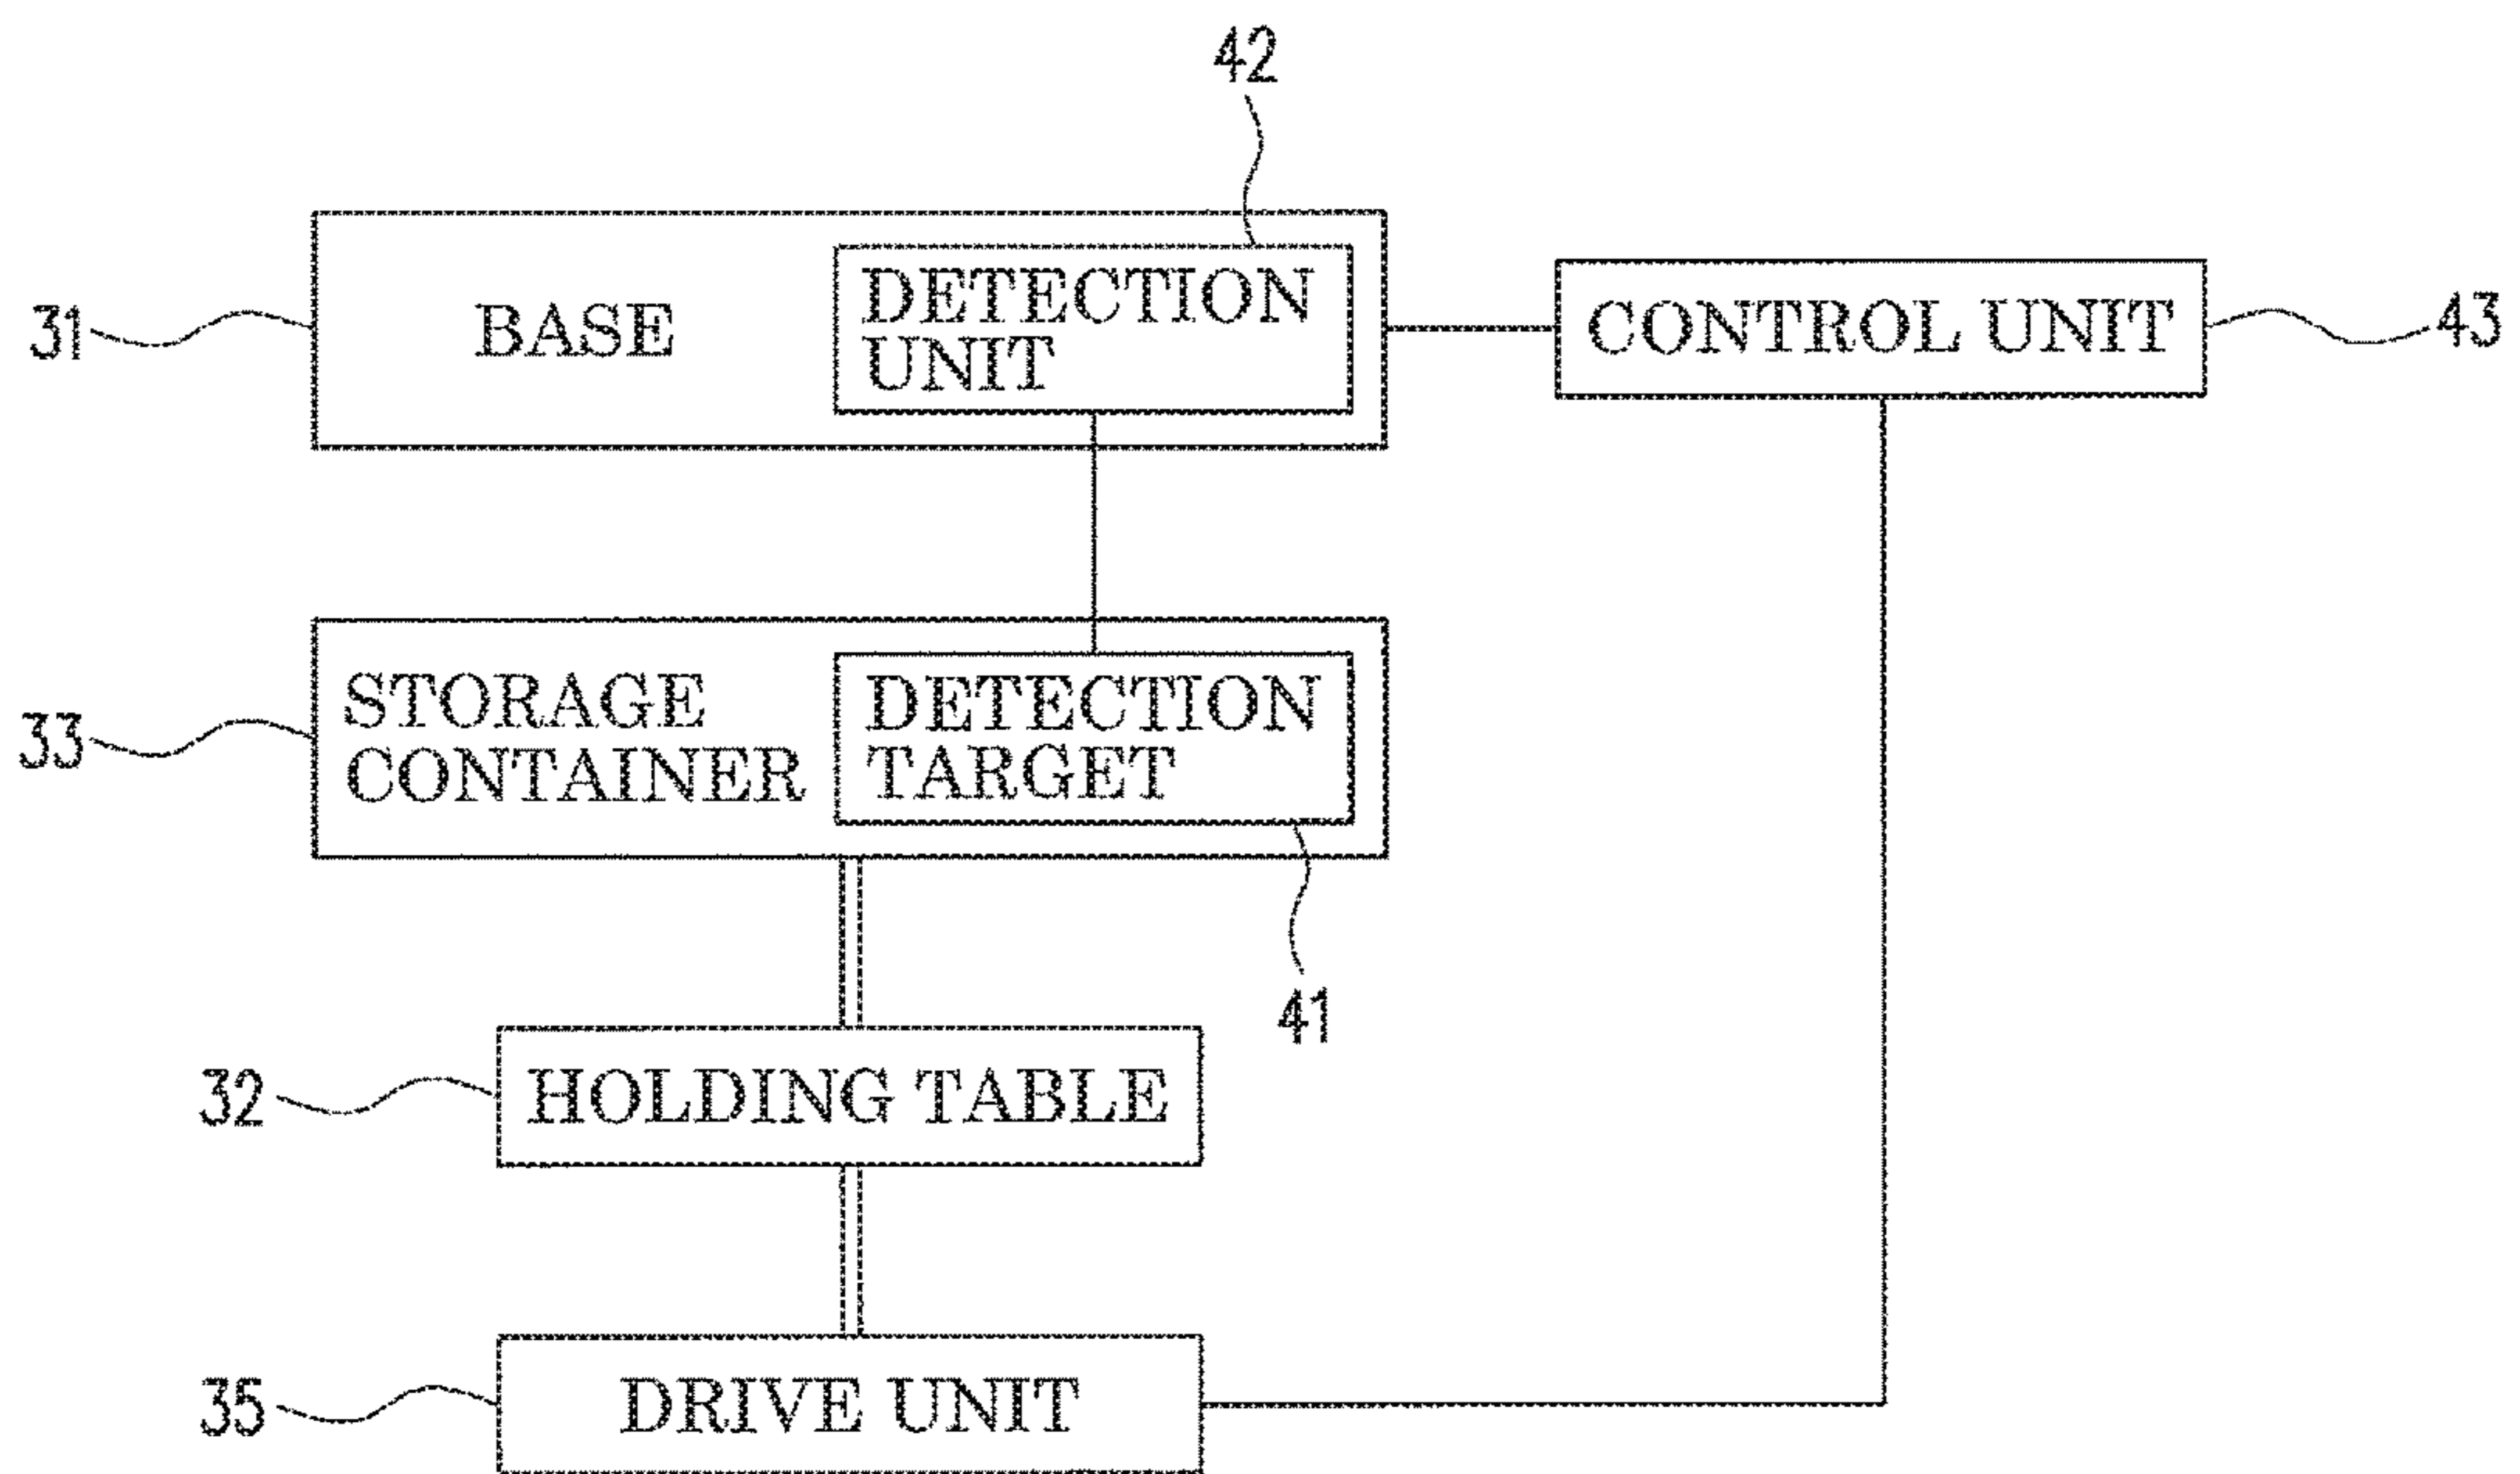 42
31
BASE
DETECTION
UNIT
CONTROL UNIT
43
33
STORAGE
CONTAINER
DETECTION
TARGET
41
32
HOLDING TABLE
35
DRIVE UNIT